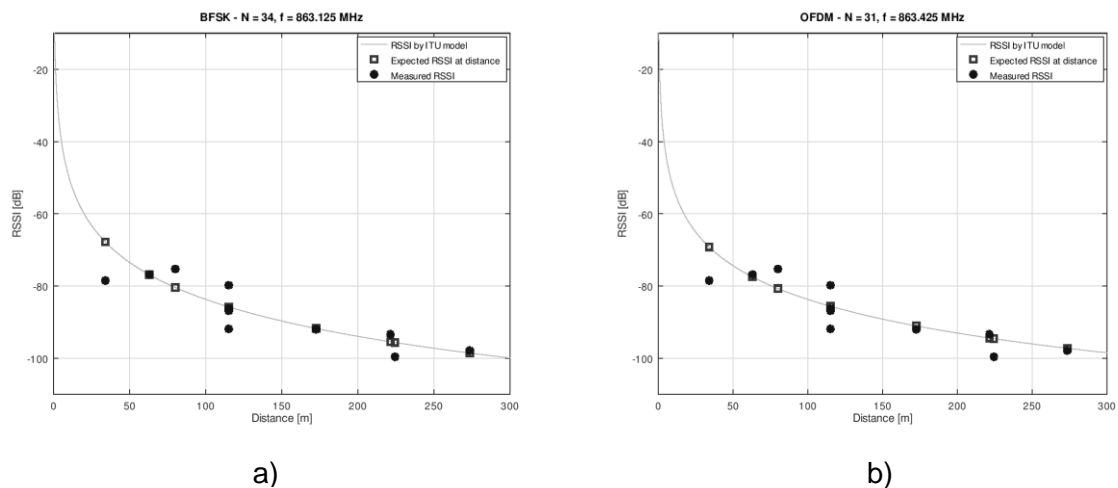 BFSK - N = 34, f = 863.125 MHz
RSSI by ITU model
Expected RSSI at distance
Measured RSSI
-20
-40
-60
-80
-100
RSSI [dB]
0 50 100 150 200 250 300
Distance [m]
a)
OFDM - N = 31, f = 863.425 MHz
RSSI by ITU model
Expected RSSI at distance
Measured RSSI
-20
-40
-60
-80
-100
RSSI [dB]
0 50 100 150 200 250 300
Distance [m]
b)